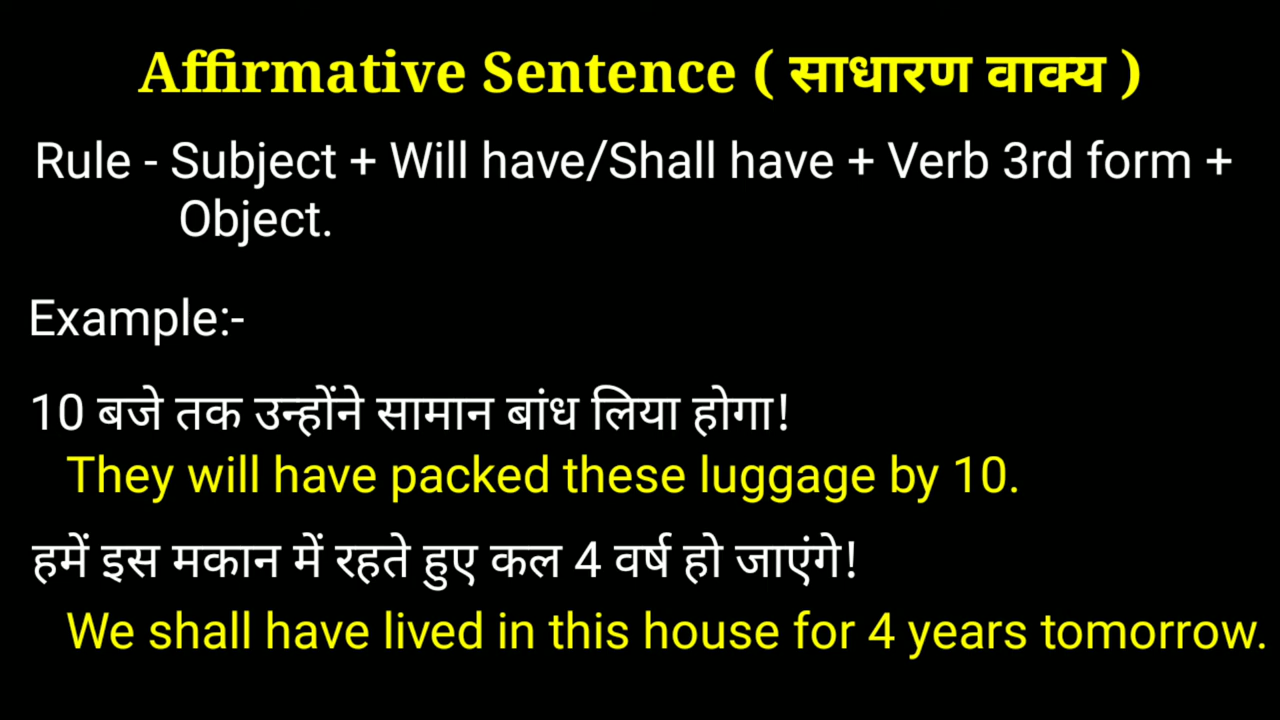 Affirmative Sentence ( साधारण वाक्य )
Rule - Subject + Will have/Shall have + Verb 3rd form +
Object.
Example:-
10 बजे तक उन्होंने सामान बांध लिया होगा!
They will have packed these luggage by 10.
हमें इस मकान में रहते हुए कल 4 वर्ष हो जाएंगे!
We shall have lived in this house for 4 years tomorrow.